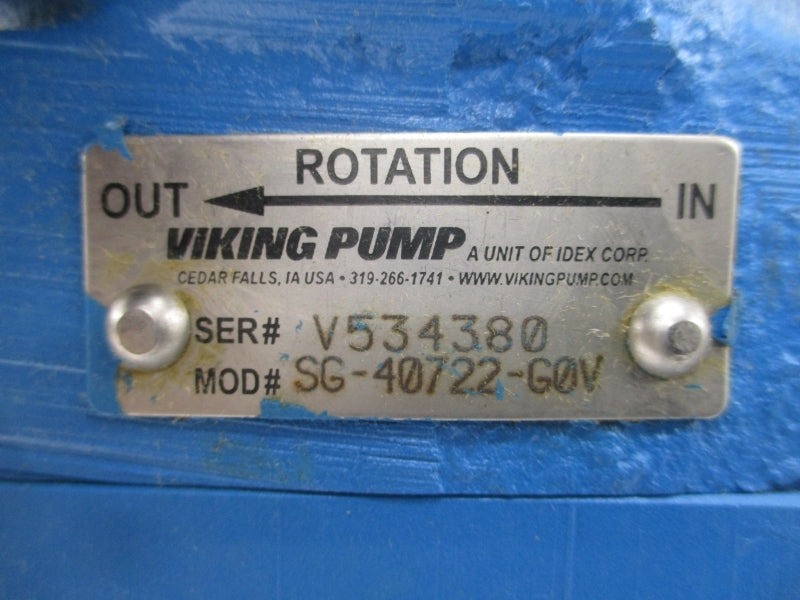 ROTATION
OUT IN
VIKING PUMP A UNIT OF IDEX CORP.
CEDAR FALLS, IA USA • 319-266-1741 • WWW.VIKINGPUMP.COM
SER# V534380
MOD# SG-40722-G0V